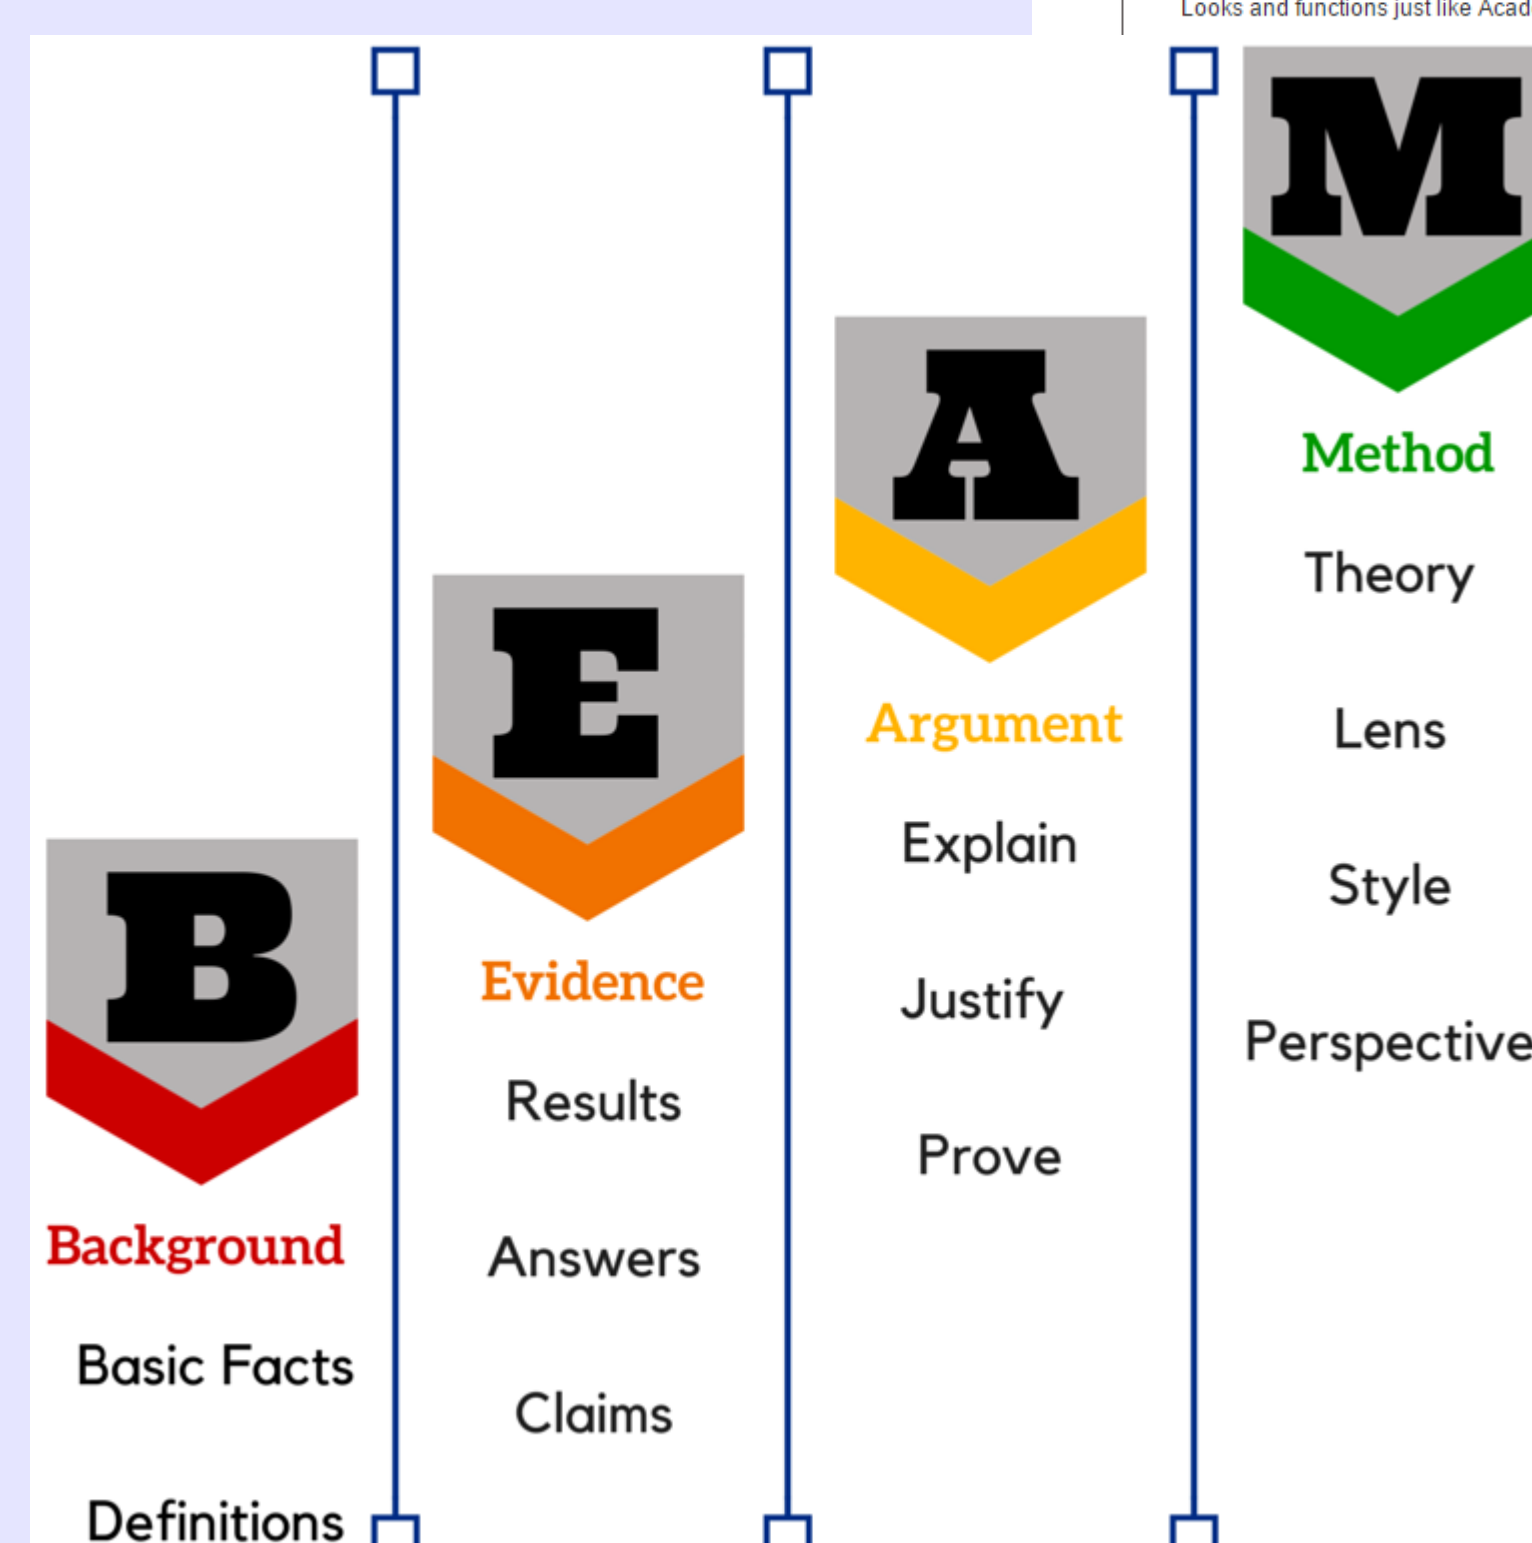 Looks and functions just like Acad
B
Background
Basic Facts
Definitions
E
Evidence
Results
Answers
Claims
A
Argument
Explain
Justify
Prove
M
Method
Theory
Lens
Style
Perspective